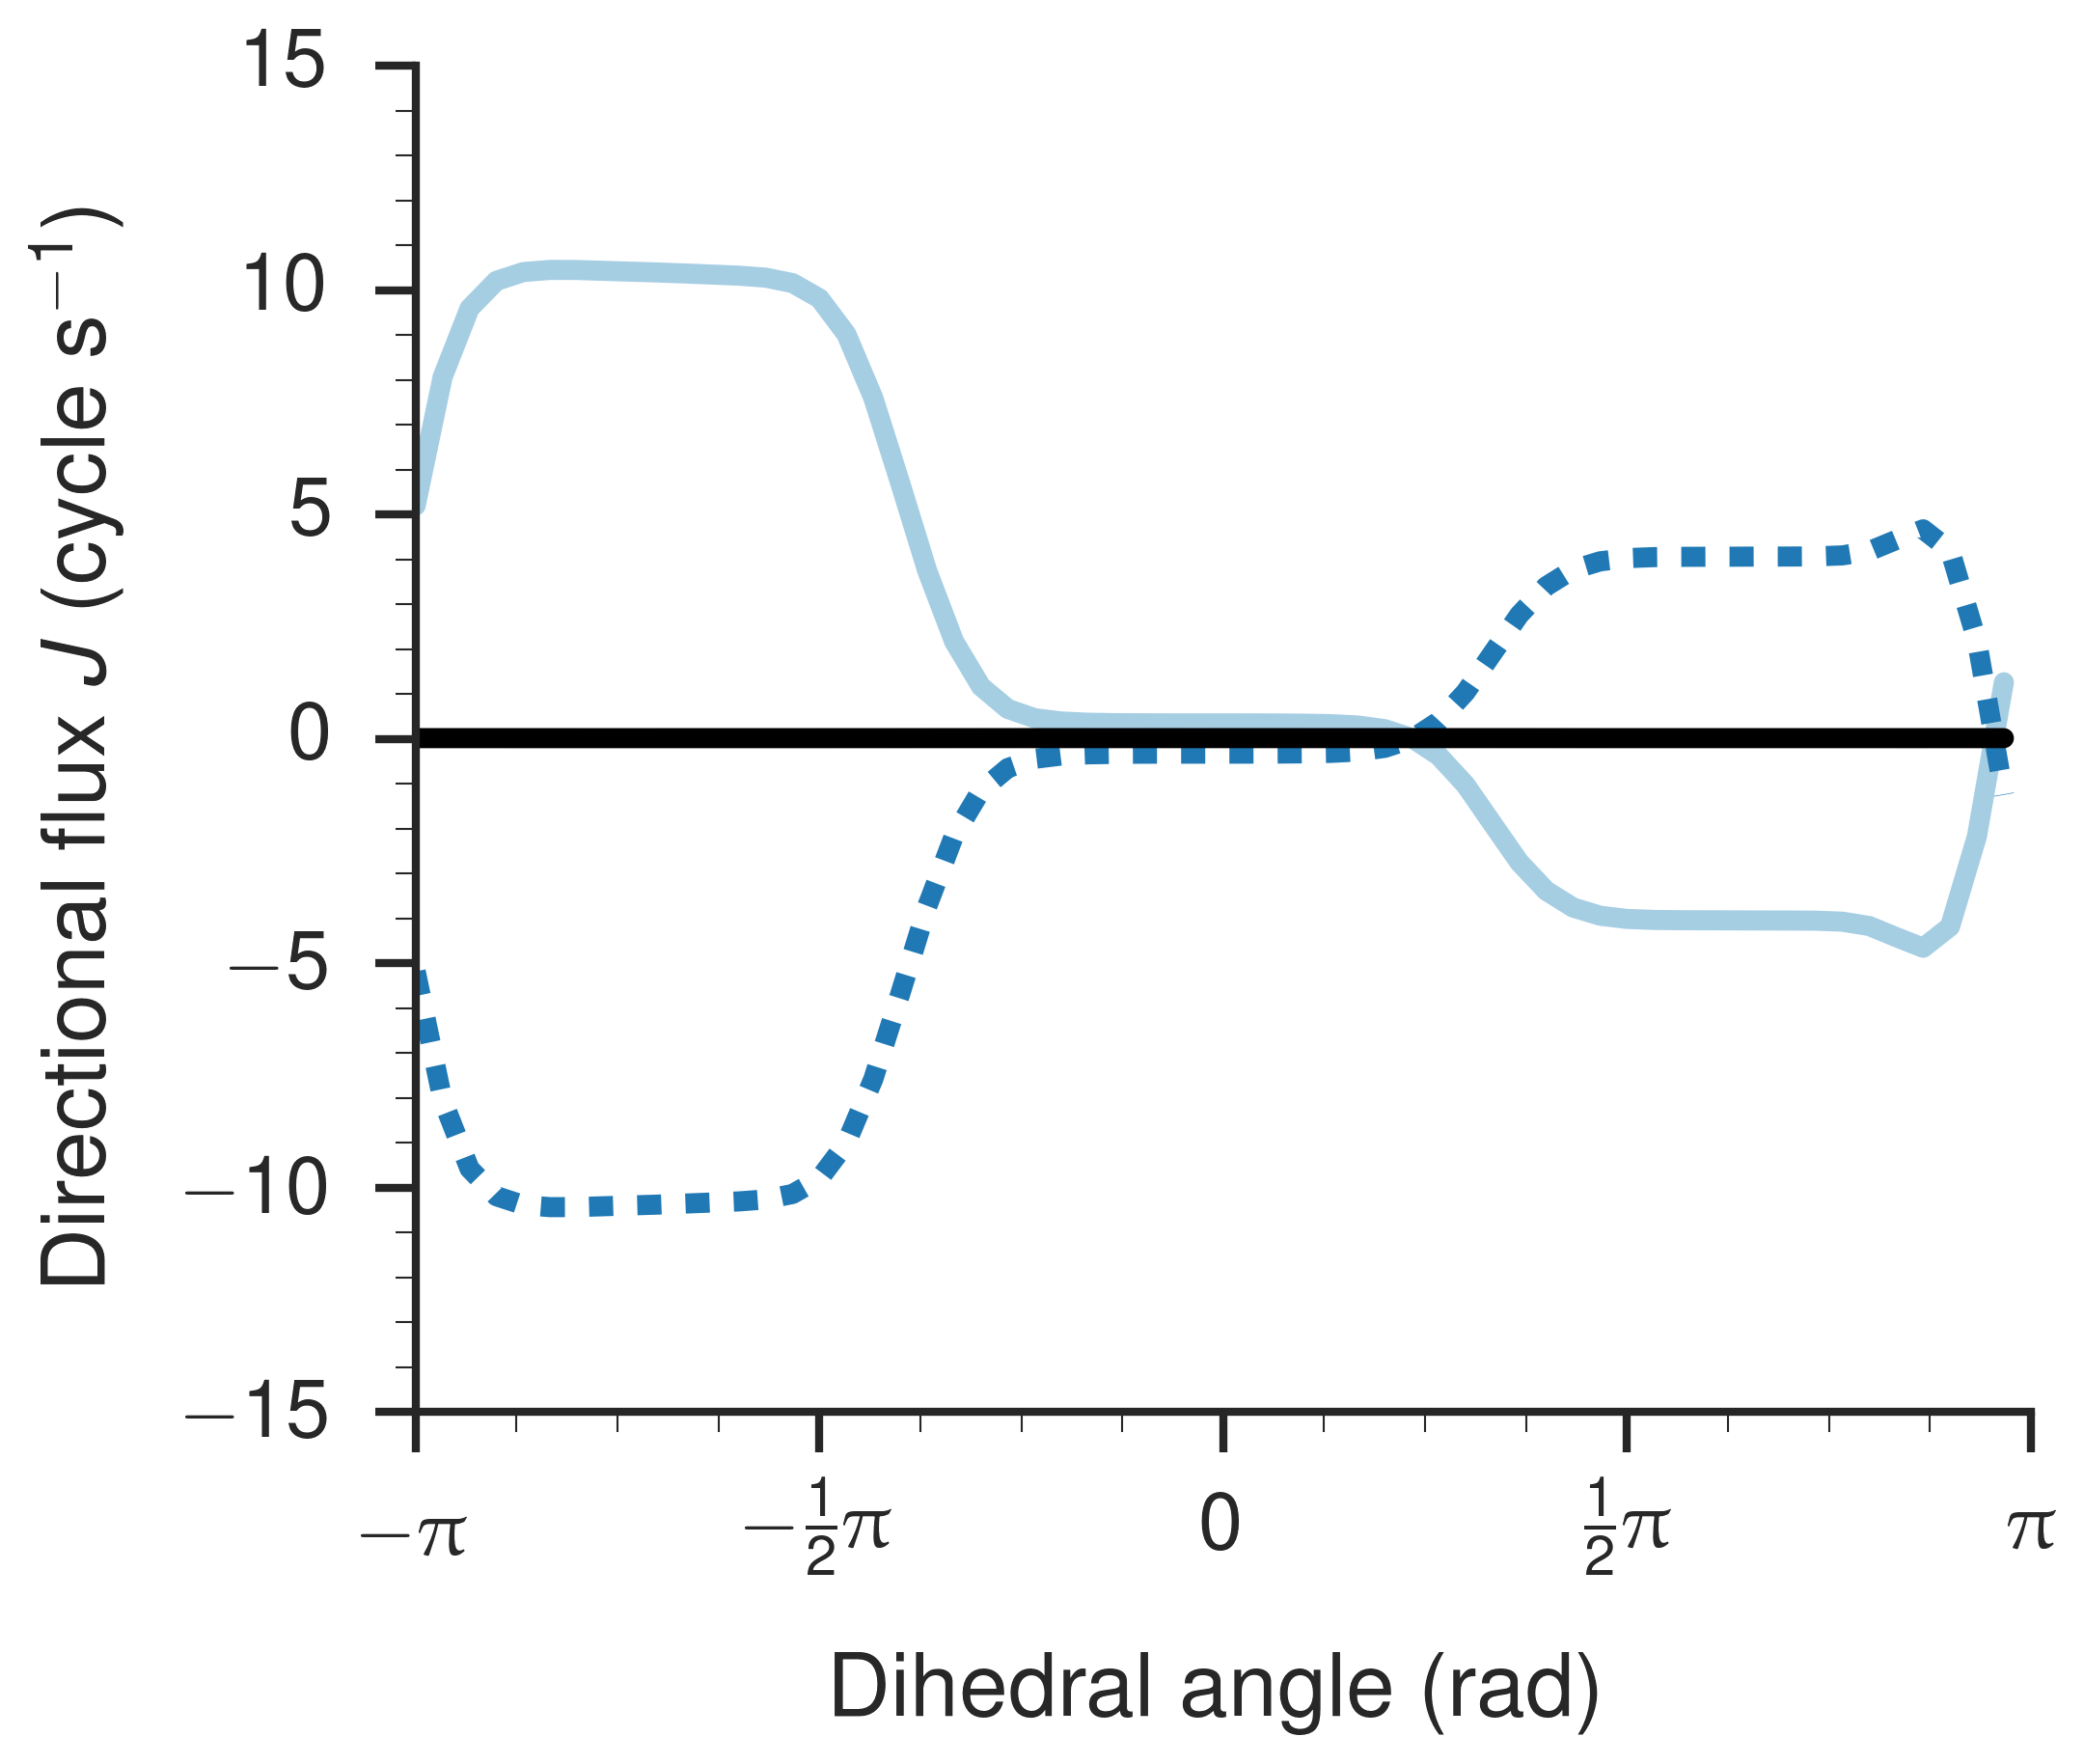 Directional flux J (cycle s⁻¹)
15
10
5
0
−5
−10
−15
−π
−½π
0
½π
π
Dihedral angle (rad)